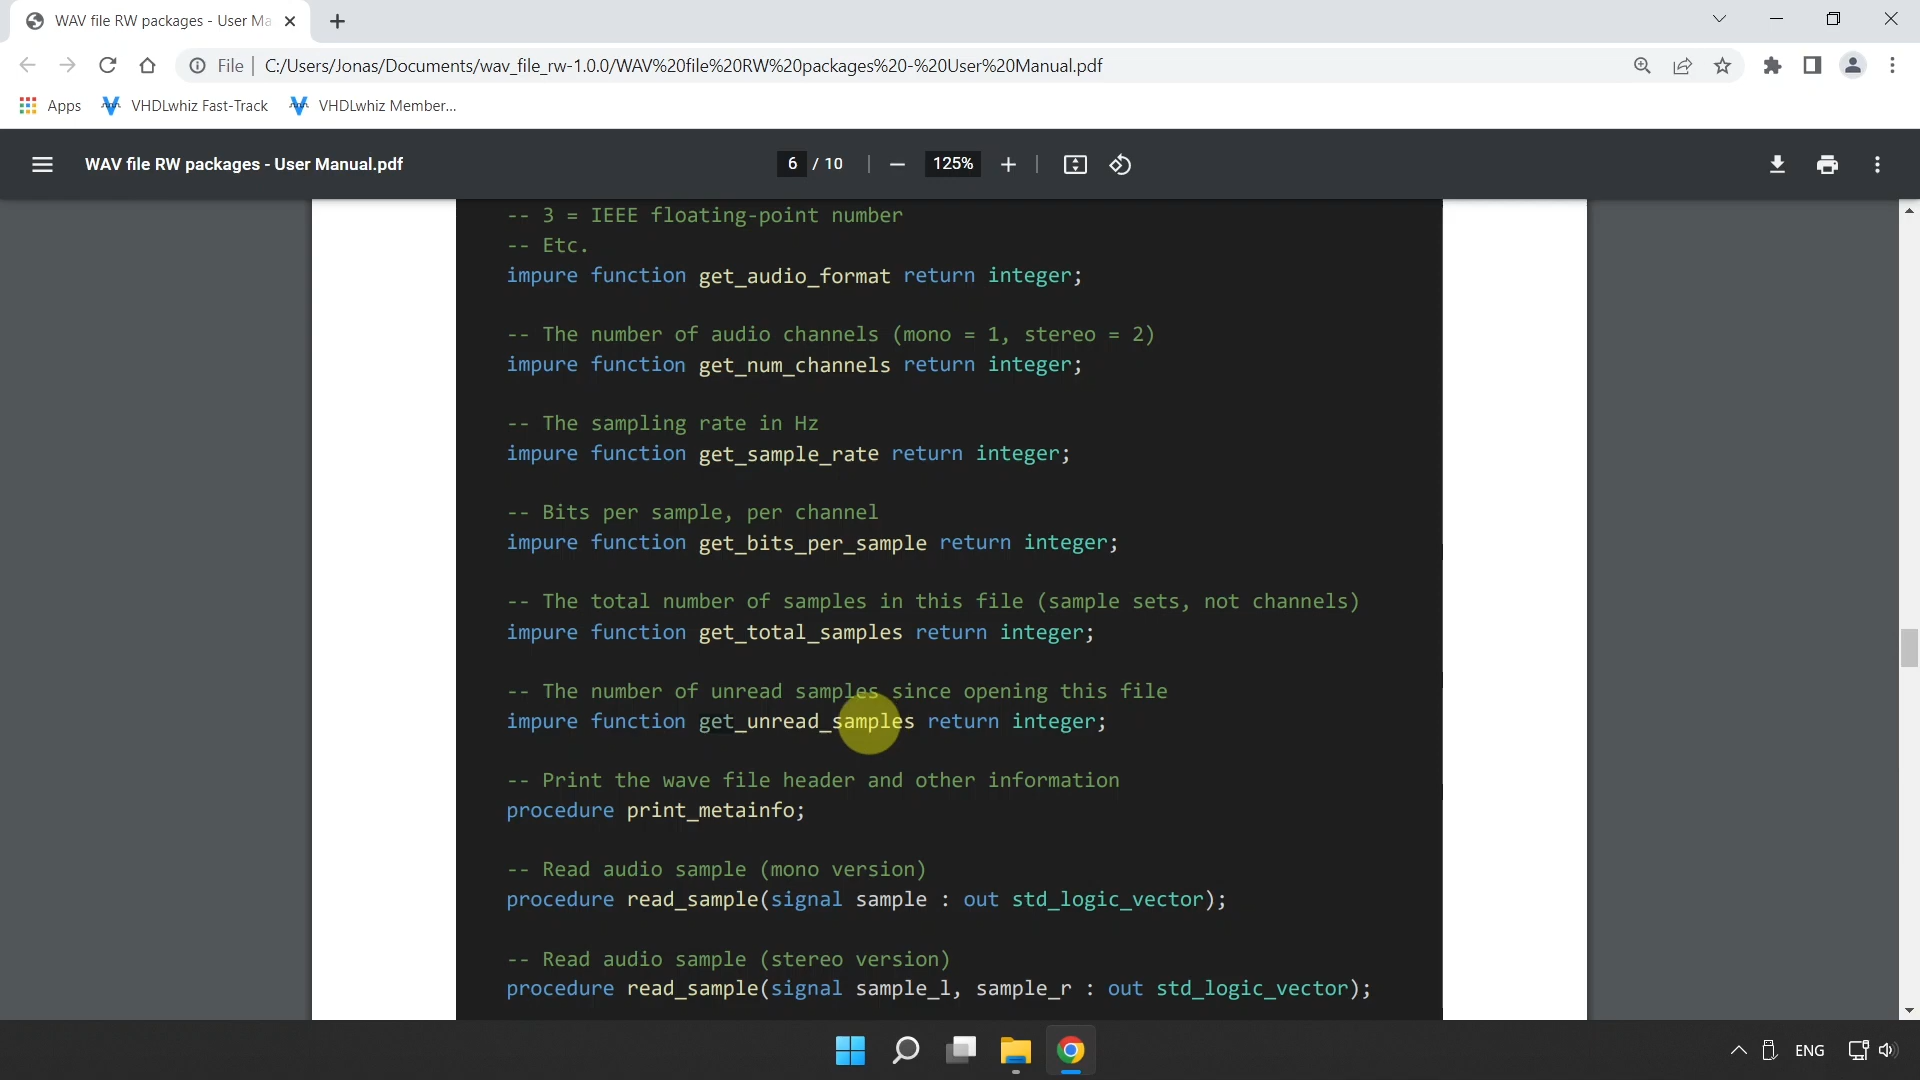 WAV file RW packages - User Ma
File
C:/Users/Jonas/Documents/wav_file_rw-1.0.0/WAV%20file%20RW%20packages%20-%20User%20Manual.pdf
Apps
VHDLwhiz Fast-Track
VHDLwhiz Member...
WAV file RW packages - User Manual.pdf
6 / 10
125%
-- 3 = IEEE floating-point number
-- Etc.
impure function get_audio_format return integer;
-- The number of audio channels (mono = 1, stereo = 2)
impure function get_num_channels return integer;
-- The sampling rate in Hz
impure function get_sample_rate return integer;
-- Bits per sample, per channel
impure function get_bits_per_sample return integer;
-- The total number of samples in this file (sample sets, not channels)
impure function get_total_samples return integer;
-- The number of unread samples since opening this file
impure function get_unread_samples return integer;
-- Print the wave file header and other information
procedure print_metainfo;
-- Read audio sample (mono version)
procedure read_sample(signal sample : out std_logic_vector);
-- Read audio sample (stereo version)
procedure read_sample(signal sample_l, sample_r : out std_logic_vector);
ENG